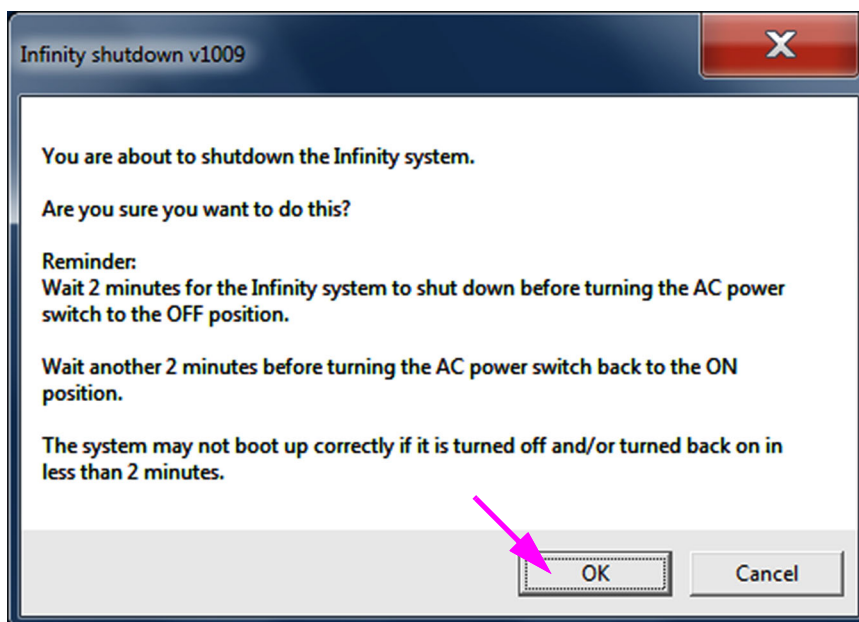 Infinity shutdown v1009
You are about to shutdown the Infinity system.
Are you sure you want to do this?
Reminder:
Wait 2 minutes for the Infinity system to shut down before turning the AC power
switch to the OFF position.
Wait another 2 minutes before turning the AC power switch back to the ON
position.
The system may not boot up correctly if it is turned off and/or turned back on in
less than 2 minutes.
OK
Cancel